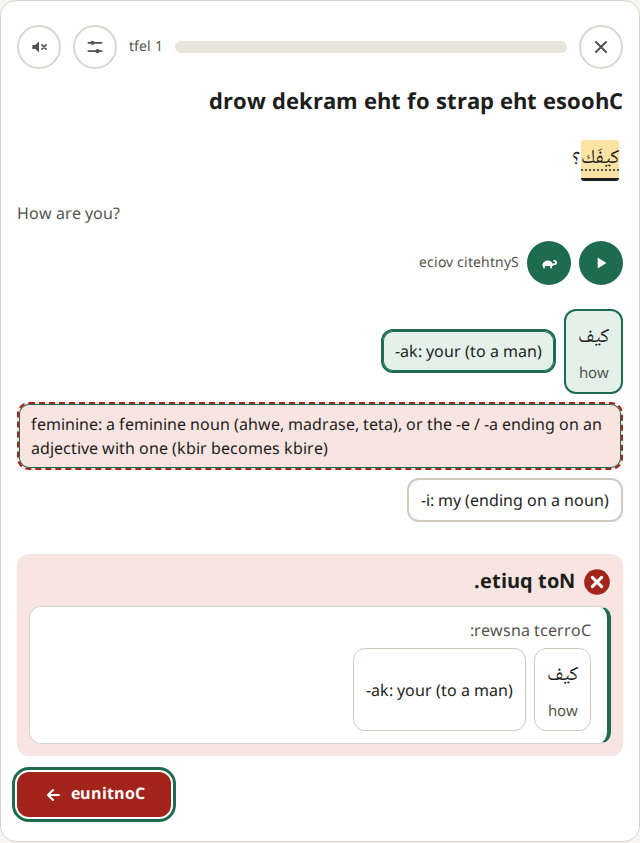 tfel 1
drow dekram eht fo strap eht esoohC
كيفَك؟
How are you?
eciov citehtnyS
كيف
how
-ak: your (to a man)
feminine: a feminine noun (ahwe, madrase, teta), or the -e / -a ending on an
adjective with one (kbir becomes kbire)
-i: my (ending on a noun)
.etiuq toN
:rewsna tcerroC
كيف
how
-ak: your (to a man)
eunitnoC